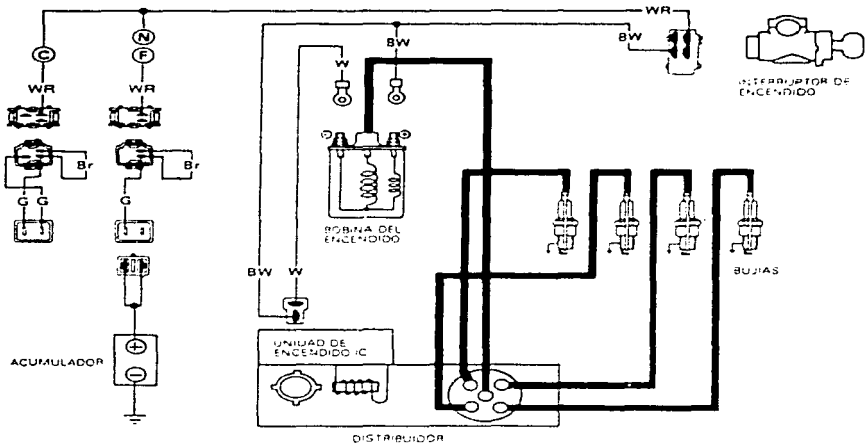 WR
N
BW
BW
C
F
W
INTERRUPTOR DE
ENCENDIDO
WR
WR
Br
Br
G G
G
BOBINA DEL
ENCENDIDO
BW
W
BUJIAS
UNIDAD DE
ENCENDIDO IC
ACUMULADOR
DISTRIBUIDOR